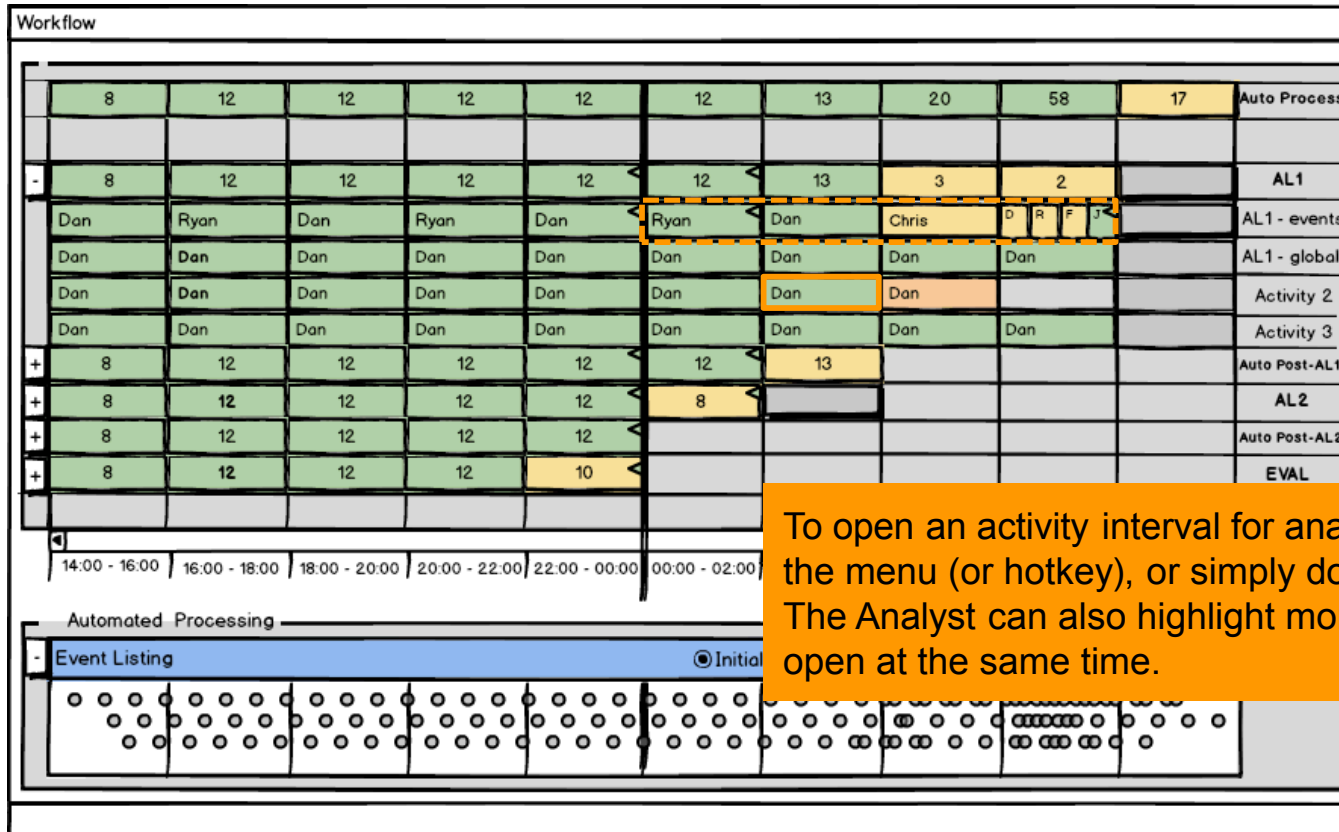 Workflow
8 12 12 12 12 12 13 20 58 17 Auto Process
- 8 12 12 12 12 12 13 3 2 AL1
Dan Ryan Dan Ryan Dan Ryan Dan Chris D R F J AL1 - events
Dan Dan Dan Dan Dan Dan Dan Dan Dan AL1 - global
Dan Dan Dan Dan Dan Dan Dan Dan Activity 2
Dan Dan Dan Dan Dan Dan Dan Dan Dan Activity 3
+ 8 12 12 12 12 12 13 Auto Post-AL1
+ 8 12 12 12 12 8 AL2
+ 8 12 12 12 12 Auto Post-AL2
+ 8 12 12 12 10 EVAL
14:00 - 16:00 16:00 - 18:00 18:00 - 20:00 20:00 - 22:00 22:00 - 00:00 00:00 - 02:00
To open an activity interval for ana
the menu (or hotkey), or simply do
The Analyst can also highlight mo
open at the same time.
Automated Processing
- Event Listing Initial